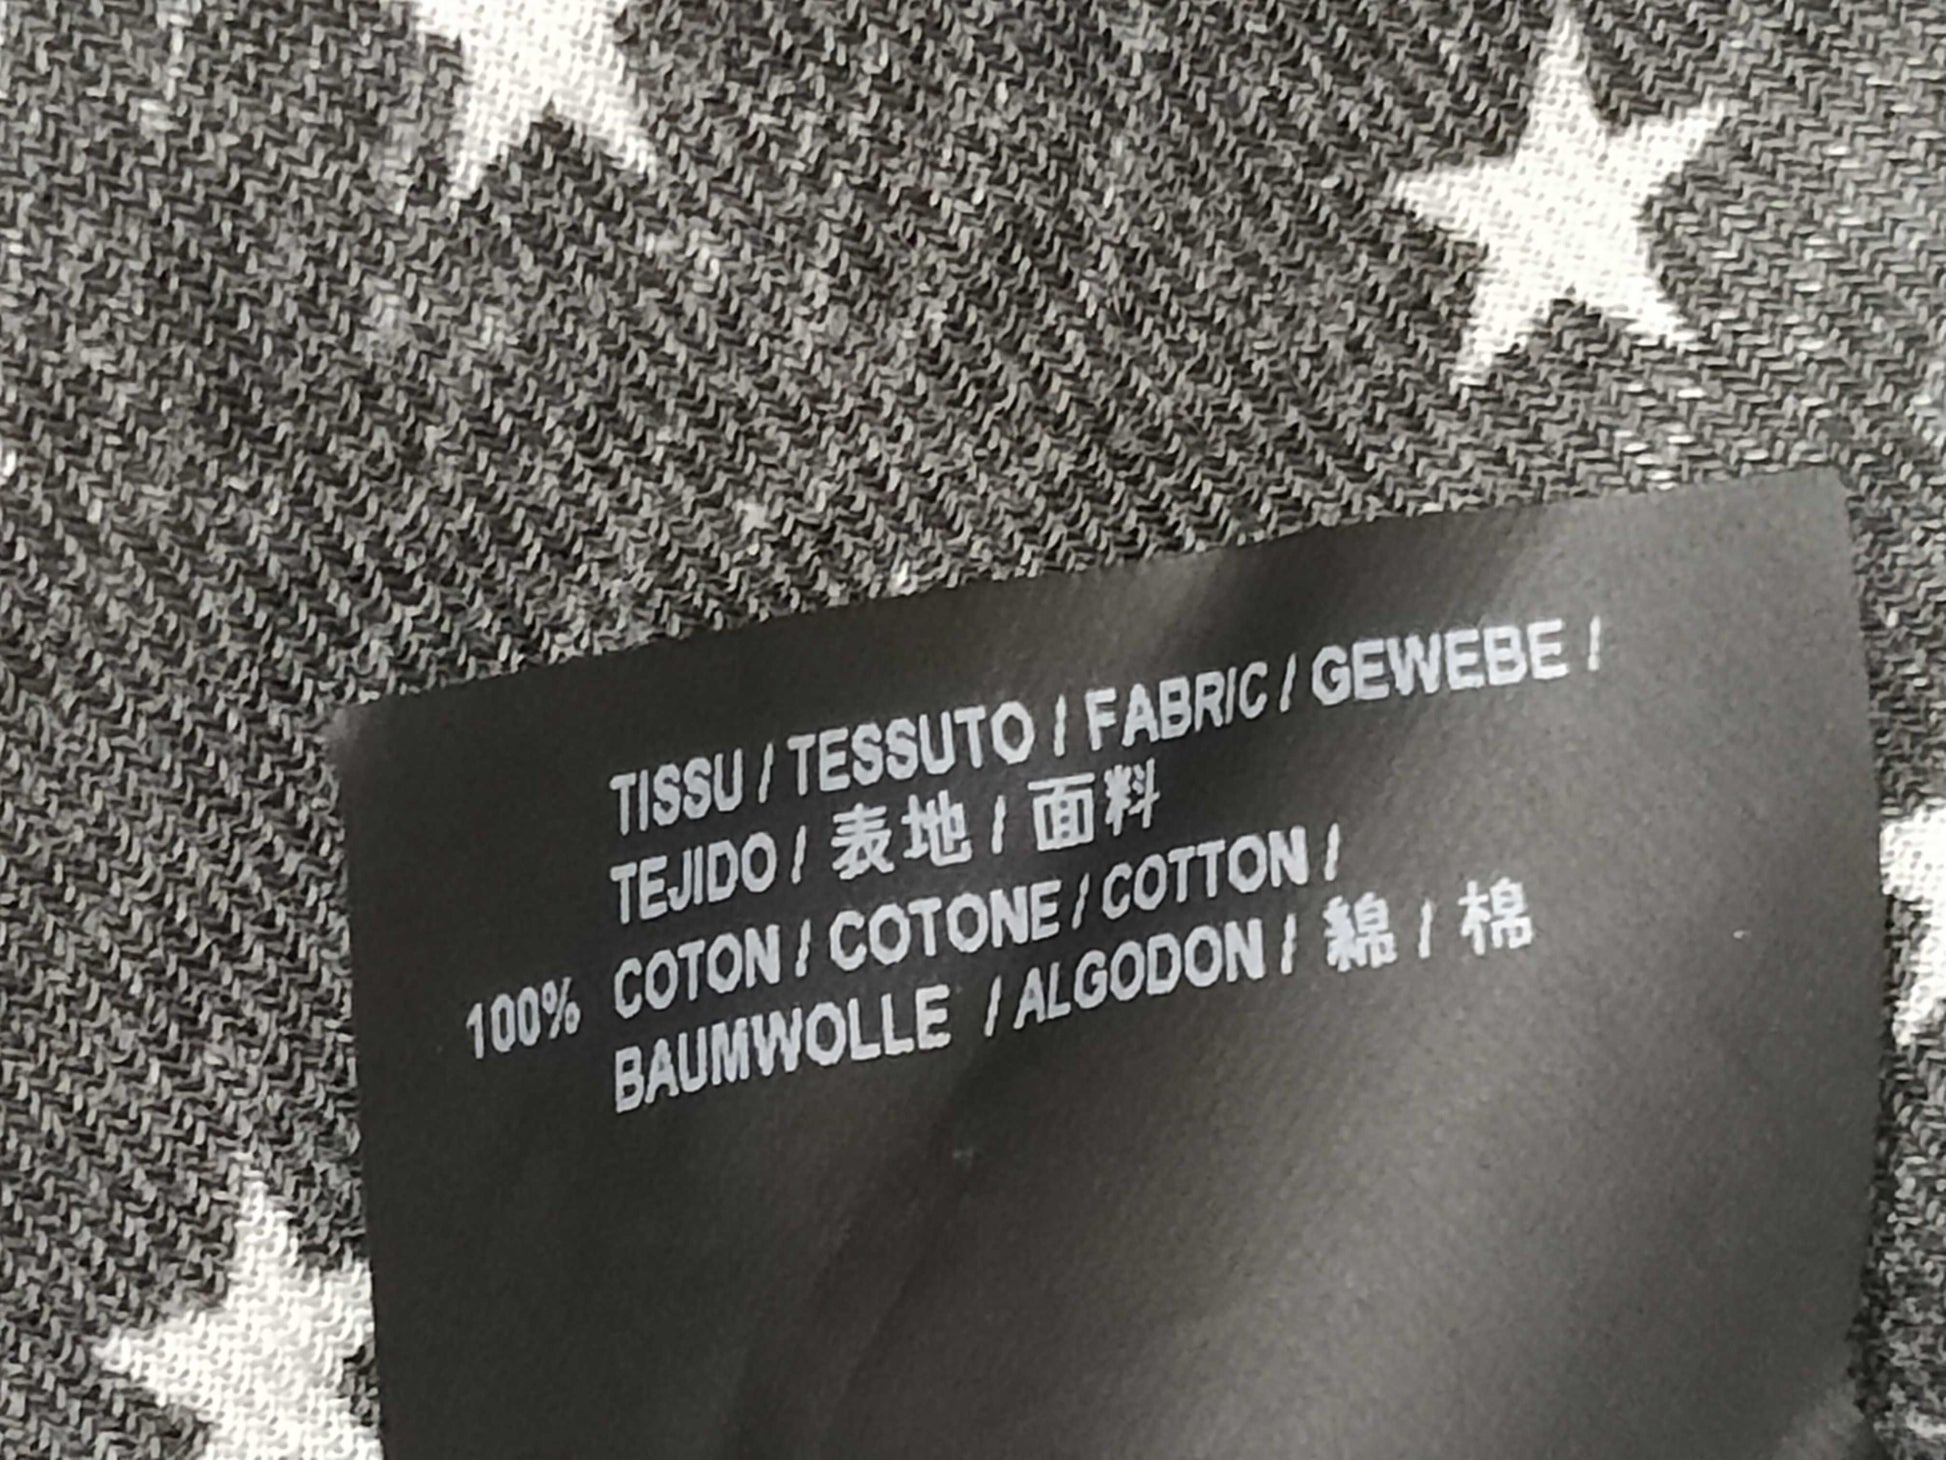 TISSU / TESSUTO / FABRIC / GEWEBE /
TEJIDO / 表地 / 面料
100% COTON / COTONE / COTTON /
BAUMWOLLE / ALGODON / 綿 / 棉